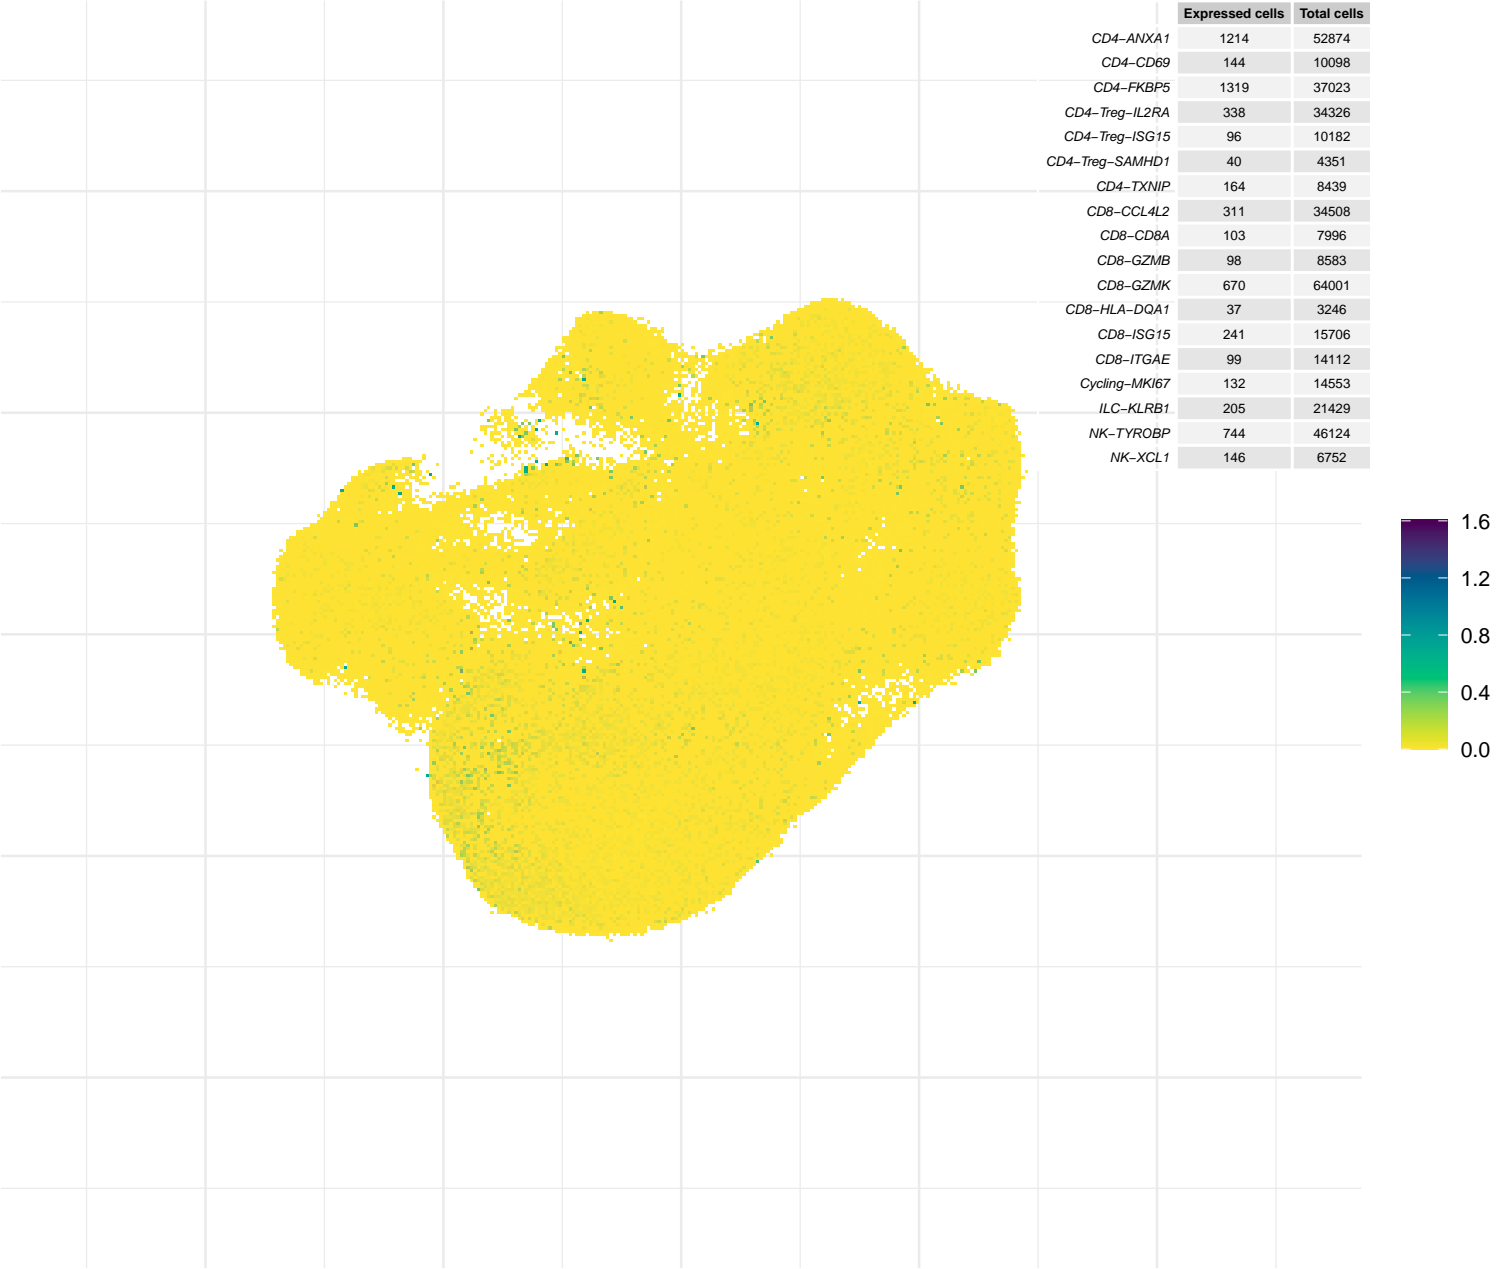 Expressed cells Total cells
CD4−ANXA1 1214 52874
CD4−CD69 144 10098
CD4−FKBP5 1319 37023
CD4−Treg−IL2RA 338 34326
CD4−Treg−ISG15 96 10182
CD4−Treg−SAMHD1 40 4351
CD4−TXNIP 164 8439
CD8−CCL4L2 311 34508
CD8−CD8A 103 7996
CD8−GZMB 98 8583
CD8−GZMK 670 64001
CD8−HLA−DQA1 37 3246
CD8−ISG15 241 15706
CD8−ITGAE 99 14112
Cycling−MKI67 132 14553
ILC−KLRB1 205 21429
NK−TYROBP 744 46124
NK−XCL1 146 6752
1.6
1.2
0.8
0.4
0.0